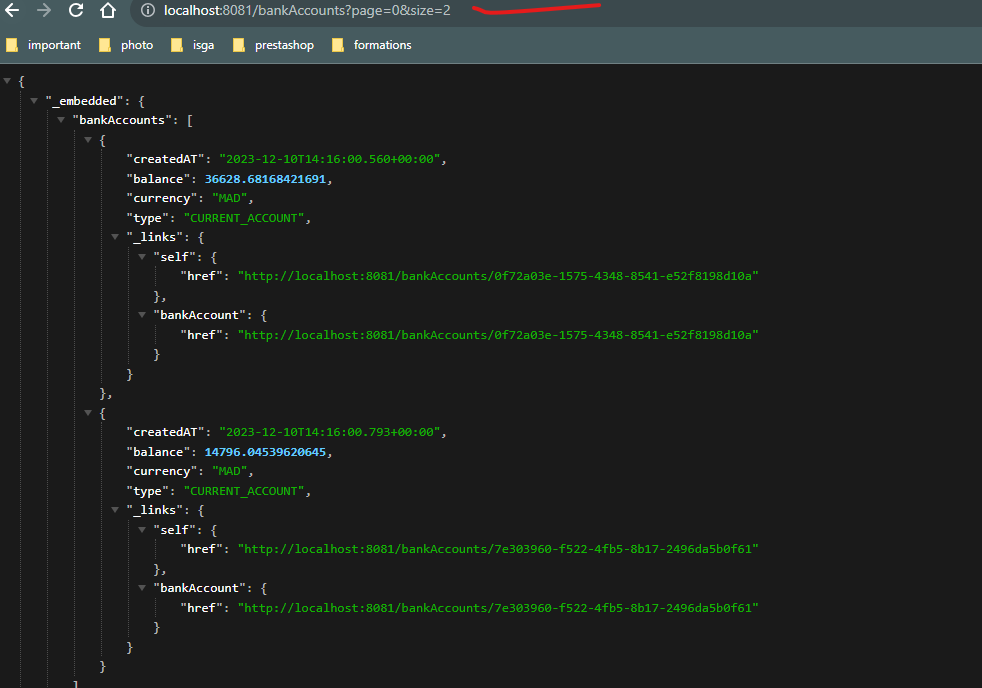 localhost:8081/bankAccounts?page=0&size=2
important photo isga prestashop formations
{
"_embedded": {
"bankAccounts": [
{
"createdAT": "2023-12-10T14:16:00.560+00:00",
"balance": 36628.68168421691,
"currency": "MAD",
"type": "CURRENT_ACCOUNT",
"_links": {
"self": {
"href": "http://localhost:8081/bankAccounts/0f72a03e-1575-4348-8541-e52f8198d10a"
},
"bankAccount": {
"href": "http://localhost:8081/bankAccounts/0f72a03e-1575-4348-8541-e52f8198d10a"
}
}
},
{
"createdAT": "2023-12-10T14:16:00.793+00:00",
"balance": 14796.04539620645,
"currency": "MAD",
"type": "CURRENT_ACCOUNT",
"_links": {
"self": {
"href": "http://localhost:8081/bankAccounts/7e303960-f522-4fb5-8b17-2496da5b0f61"
},
"bankAccount": {
"href": "http://localhost:8081/bankAccounts/7e303960-f522-4fb5-8b17-2496da5b0f61"
}
}
}
]